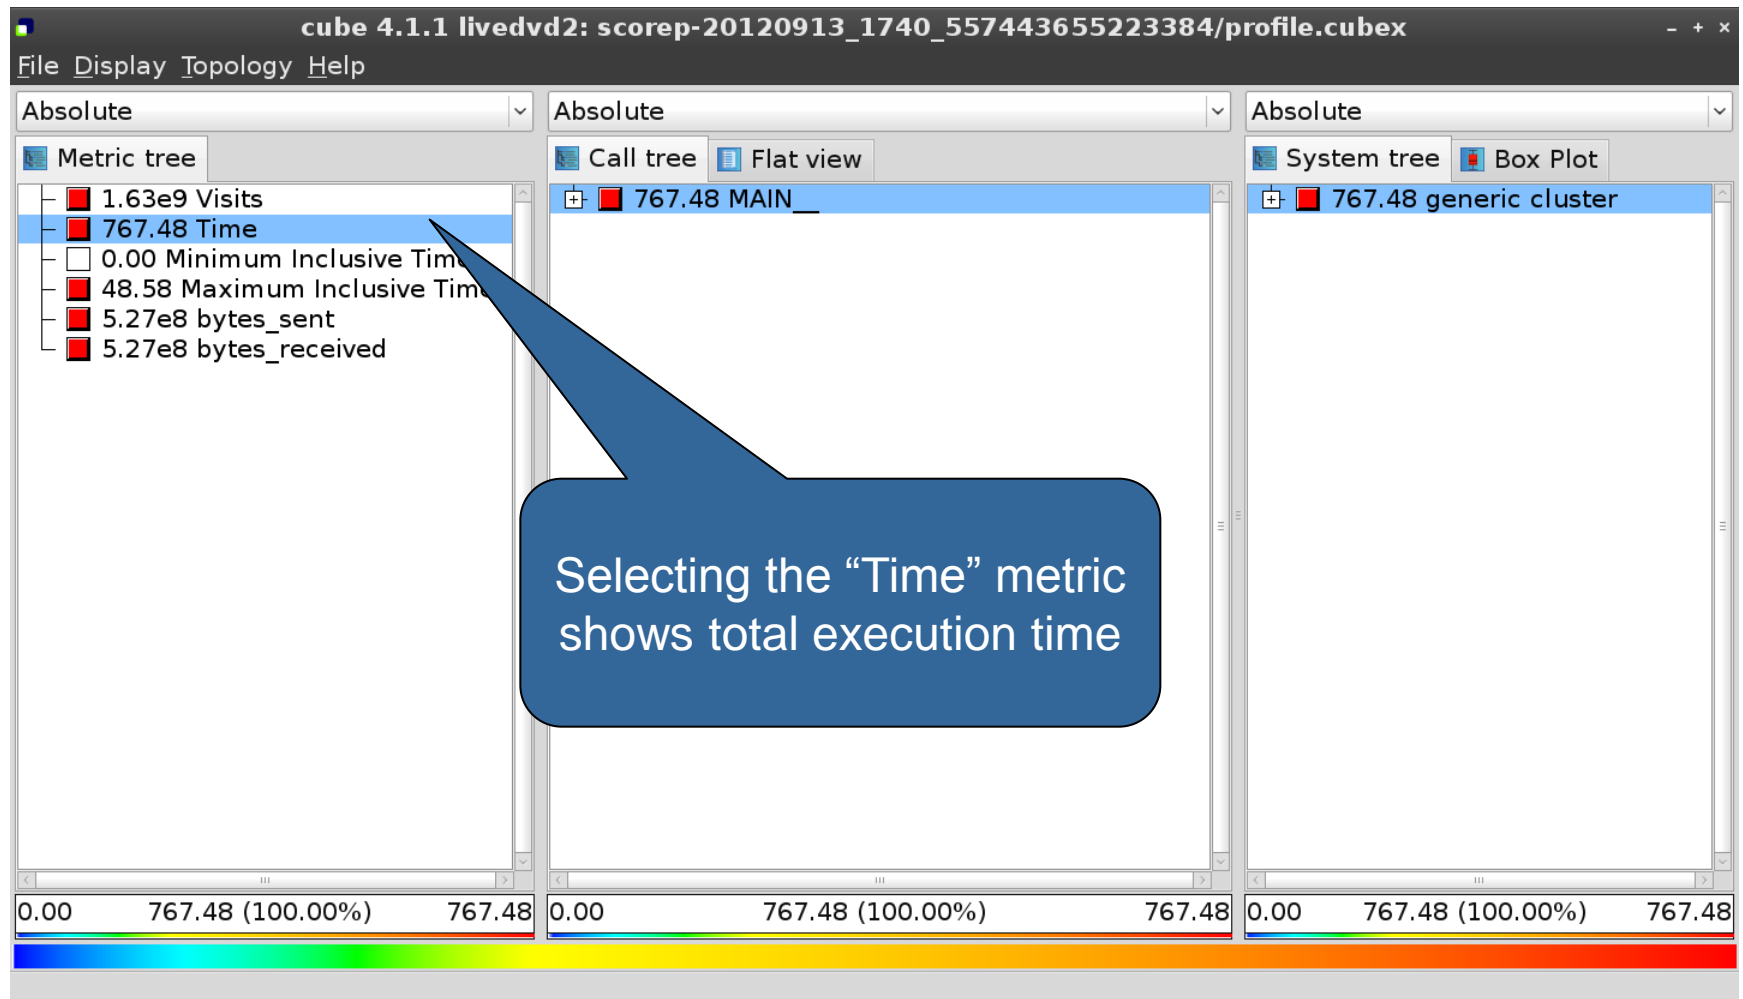 cube 4.1.1 livedvd2: scorep-20120913_1740_557443655223384/profile.cubex
File Display Topology Help
Absolute
Absolute
Absolute
Metric tree
Call tree
Flat view
System tree
Box Plot
1.63e9 Visits
767.48 Time
0.00 Minimum Inclusive Time
48.58 Maximum Inclusive Time
5.27e8 bytes_sent
5.27e8 bytes_received
767.48 MAIN__
767.48 generic cluster
Selecting the “Time” metric
shows total execution time
0.00 767.48 (100.00%) 767.48
0.00 767.48 (100.00%) 767.48
0.00 767.48 (100.00%) 767.48